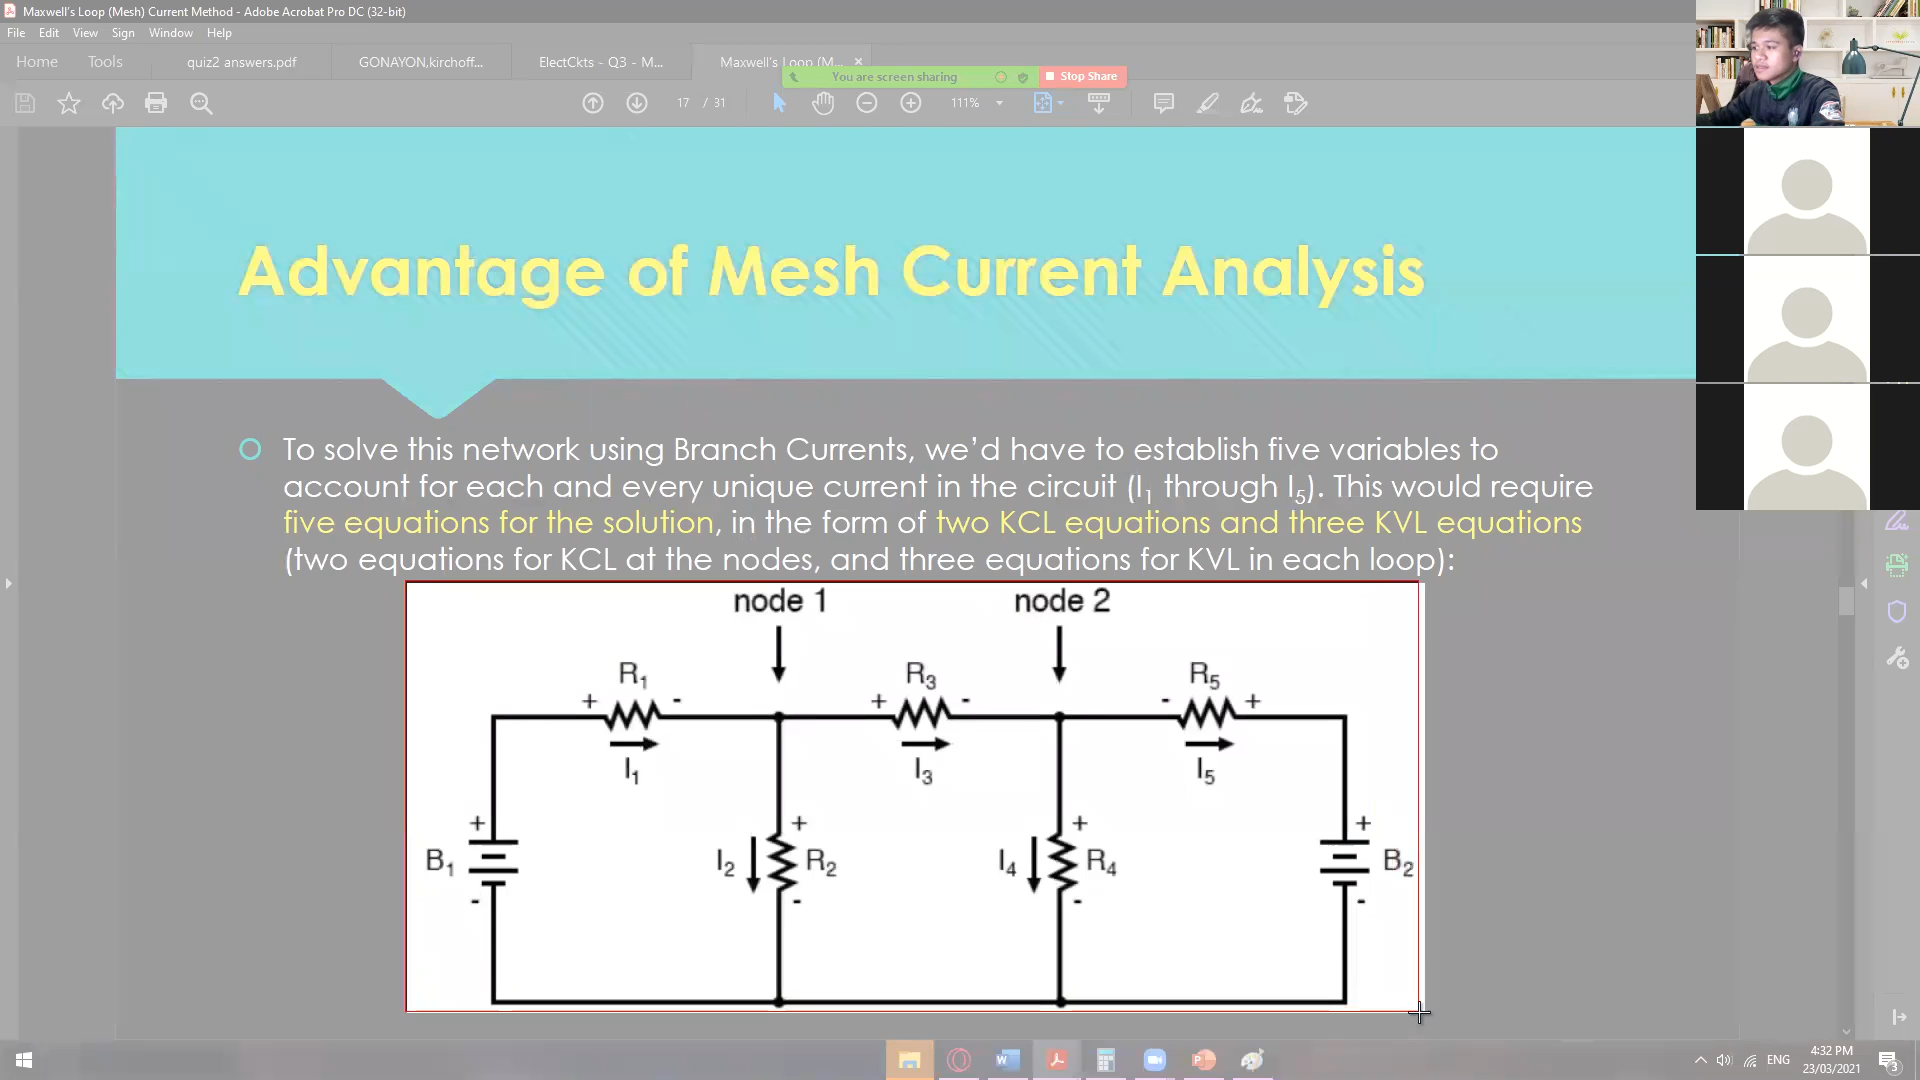 Maxwell's Loop (Mesh) Current Method - Adobe Acrobat Pro DC (32-bit)
File Edit View Sign Window Help
Home Tools quiz2 answers.pdf GONAYON,kirchoff... ElectCkts - Q3 - M... Maxwell's Loop (M... ×
You are screen sharing Stop Share
17 / 31 111%
Advantage of Mesh Current Analysis
To solve this network using Branch Currents, we'd have to establish five variables to
account for each and every unique current in the circuit (I1 through I5). This would require
five equations for the solution, in the form of two KCL equations and three KVL equations
(two equations for KCL at the nodes, and three equations for KVL in each loop):
node 1 node 2
R1 R3 R5
+ - + - - +
I1 I3 I5
+ + + +
B1 I2 R2 I4 R4 B2
- - - -
ENG 4:32 PM
23/03/2021 3